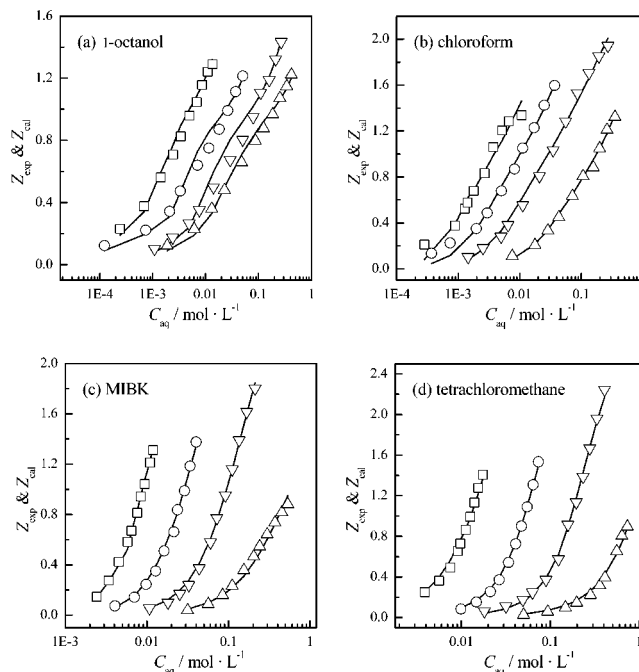 (a) 1-octanol
Z_exp & Z_cal
1.6
1.2
0.8
0.4
0.0
1E-4 1E-3 0.01 0.1 1
C_aq / mol · L^-1
(b) chloroform
Z_exp & Z_cal
2.0
1.6
1.2
0.8
0.4
0.0
1E-4 1E-3 0.01 0.1
C_aq / mol · L^-1
(c) MIBK
Z_exp & Z_cal
2.0
1.6
1.2
0.8
0.4
0.0
1E-3 0.01 0.1 1
C_aq / mol · L^-1
(d) tetrachloromethane
Z_exp & Z_cal
2.4
2.0
1.6
1.2
0.8
0.4
0.0
0.01 0.1 1
C_aq / mol · L^-1